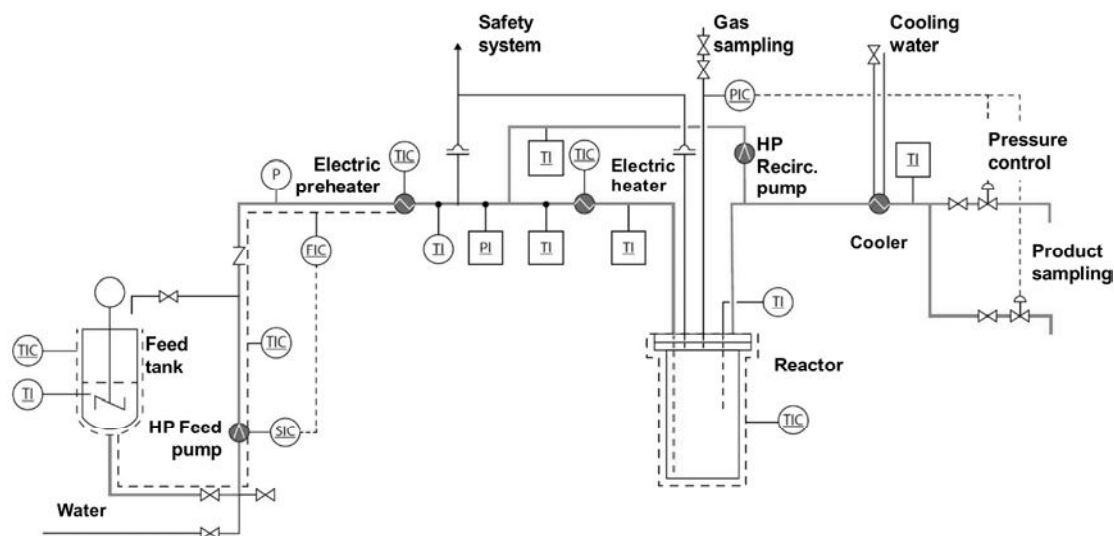 Safety
system
Gas
sampling
Cooling
water
PIC
Electric
preheater
TIC
TI
TIC
Electric
heater
HP
Recirc.
pump
TI
Pressure
control
P
FIC
TI
PI
TI
TI
Cooler
Product
sampling
TIC
Feed
tank
TIC
TI
TI
Reactor
HP Feed
pump
SIC
TIC
Water